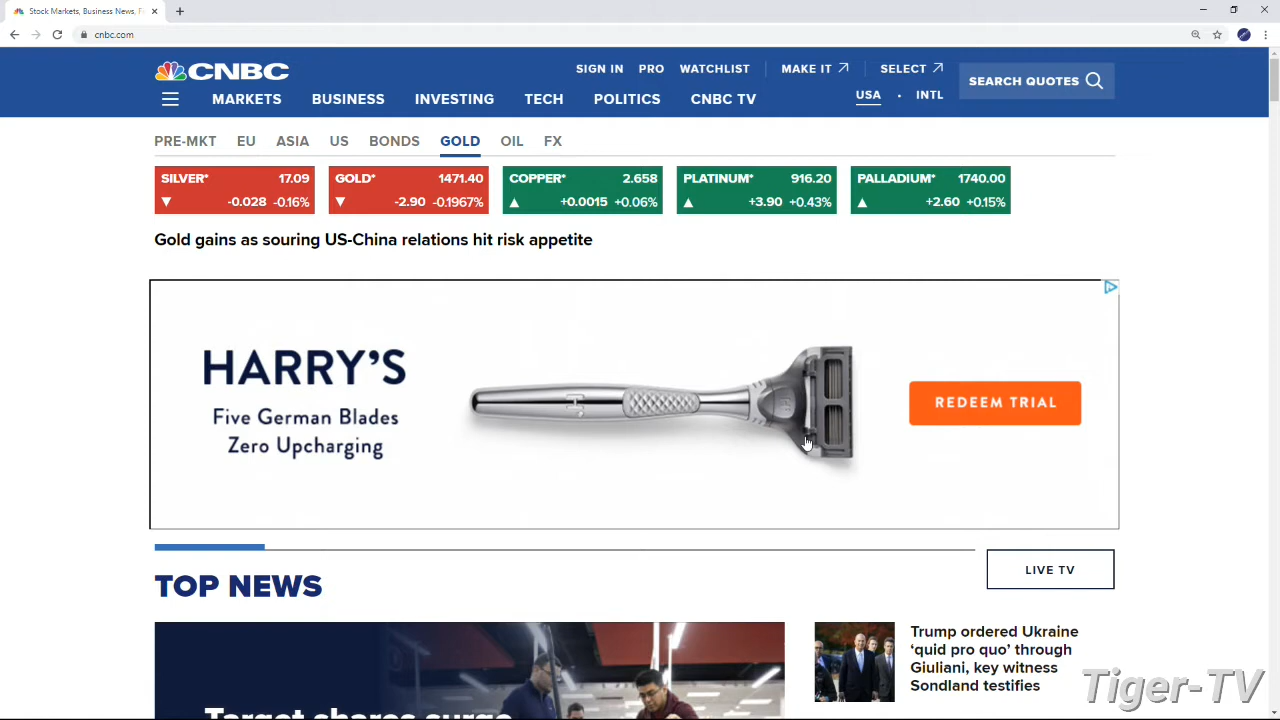 Stock Markets, Business News, F
cnbc.com
CNBC
SIGN IN PRO WATCHLIST MAKE IT SELECT
SEARCH QUOTES
MARKETS BUSINESS INVESTING TECH POLITICS CNBC TV
USA • INTL
PRE-MKT EU ASIA US BONDS GOLD OIL FX
SILVER* 17.09
-0.028 -0.16%
GOLD* 1471.40
-2.90 -0.1967%
COPPER* 2.658
+0.0015 +0.06%
PLATINUM* 916.20
+3.90 +0.43%
PALLADIUM* 1740.00
+2.60 +0.15%
Gold gains as souring US-China relations hit risk appetite
HARRY'S
Five German Blades
Zero Upcharging
REDEEM TRIAL
LIVE TV
TOP NEWS
Target shares surge
Trump ordered Ukraine
‘quid pro quo’ through
Giuliani, key witness
Sondland testifies
Tiger-TV